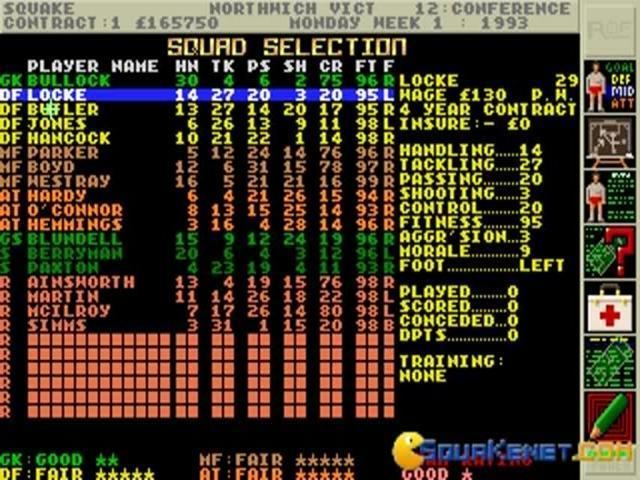 SQUAKE NORTHWICH VICT 12:CONFERENCE
CONTRACT:1 £165750 MONDAY WEEK 1 : 1993
SQUAD SELECTION
PLAYER NAME HN TK PS SH CR FT F
GK BULLOCK 30 4 6 2 75 96 R
DF LOCKE 14 27 20 3 20 95 L
DF BUTLER 13 27 14 20 17 95 R
DF JONES 6 26 13 9 11 98 L
DF HANCOCK 10 21 22 1 14 98 R
MF PARKER 5 12 24 14 76 96 R
MF BOYD 12 6 31 15 78 97 R
MF WESTRAY 16 5 21 21 16 99 R
AT HARDY 6 4 21 26 15 94 R
AT O'CONNOR 8 13 15 25 14 93 R
AT HEMMINGS 3 16 4 28 14 96 R
GS BLUNDELL 15 9 12 24 19 96 R
S BERRYMAN 20 6 4 3 12 96 L
S PAXTON 4 23 19 4 11 93 R
R AINSWORTH 13 4 19 15 76 98 R
R MARTIN 11 14 26 18 22 98 L
R MCILROY 7 17 26 14 80 98 L
R SIMMS 3 31 1 15 20 98 B
R
R
R
R
R
R
LOCKE 29
WAGE £130 P.W.
4 YEAR CONTRACT
INSURE:- £0
HANDLING....14
TACKLING....27
PASSING.....20
SHOOTING....3
CONTROL.....20
FITNESS.....95
AGGR'SION...3
MORALE......9
FOOT........LEFT
PLAYED......0
SCORED......0
CONCEDED....0
DPTS........0
TRAINING:
NONE
GOAL
DEF
MID
ATT
GK:GOOD ★★ MF:FAIR ★★★★★
DF:FAIR ★★★★★ AT:FAIR ★★★★★ GOOD ★
SquaKeNet.com